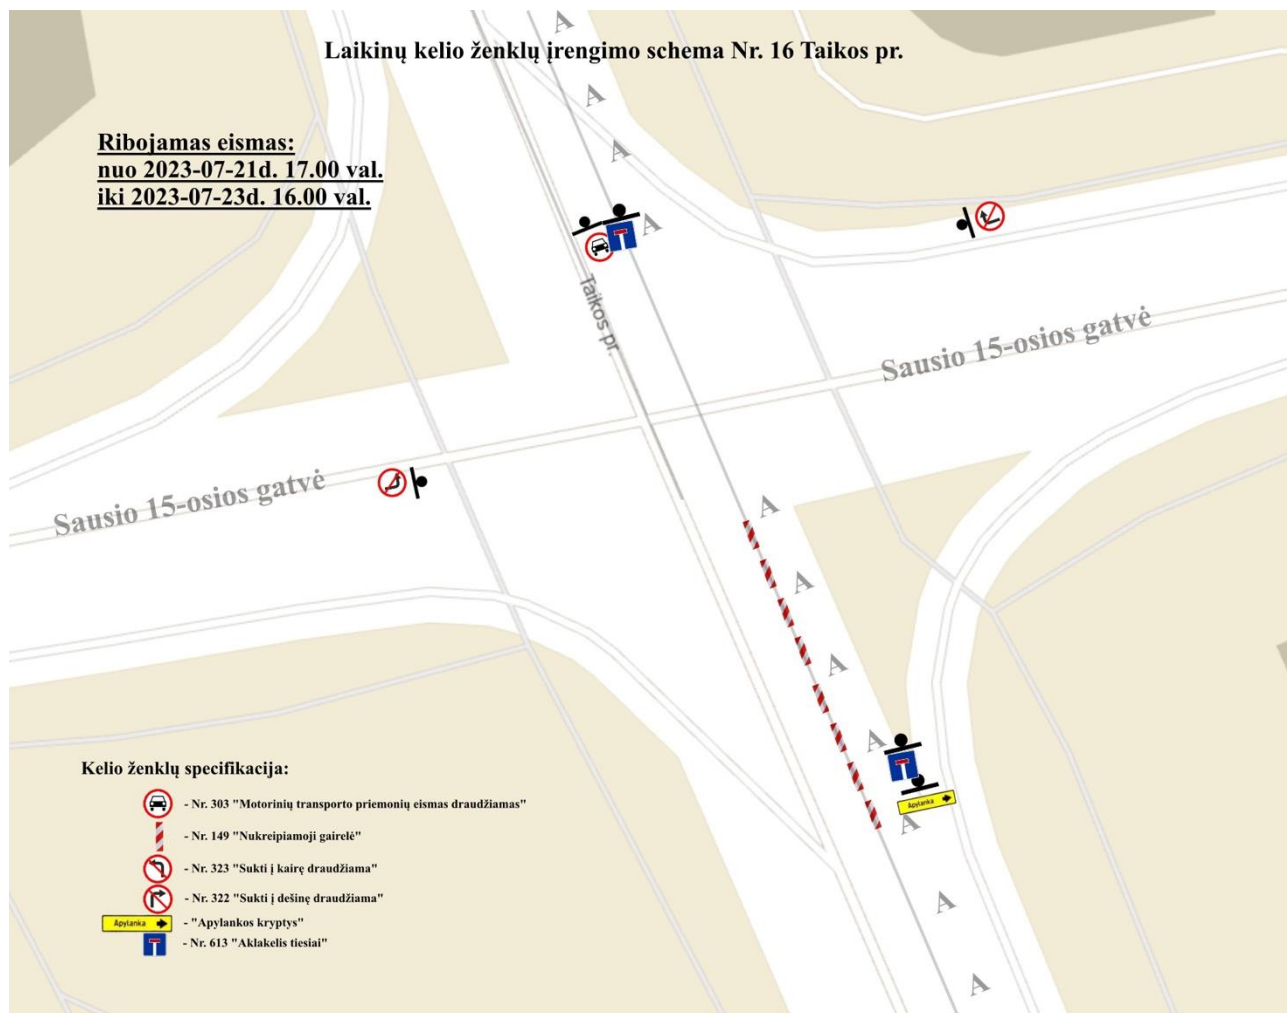 Laikinų kelio ženklų įrengimo schema Nr. 16 Taikos pr.
Ribojamas eismas:
nuo 2023-07-21d. 17.00 val.
iki 2023-07-23d. 16.00 val.
A
A
A
A
Taikos pr.
Sausio 15-osios gatvė
Sausio 15-osios gatvė
A
A
A
A
Apylanka
A
A
A
Kelio ženklų specifikacija:
- Nr. 303 "Motorinių transporto priemonių eismas draudžiamas"
- Nr. 149 "Nukreipiamoji gairelė"
- Nr. 323 "Sukti į kairę draudžiama"
- Nr. 322 "Sukti į dešinę draudžiama"
Apylanka - "Apylankos kryptys"
- Nr. 613 "Aklakelis tiesiai"